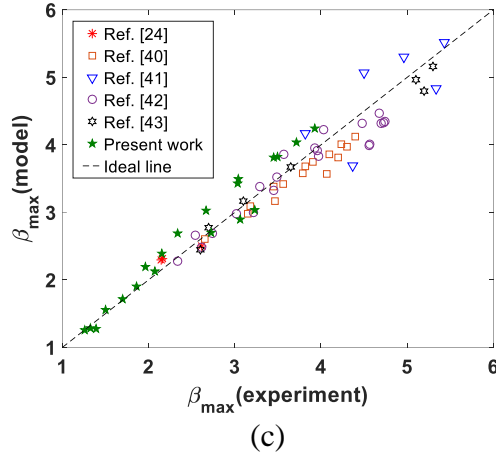 Ref. [24]
Ref. [40]
Ref. [41]
Ref. [42]
Ref. [43]
Present work
Ideal line
6
5
4
3
2
1
β_max(model)
1 2 3 4 5 6
β_max(experiment)
(c)